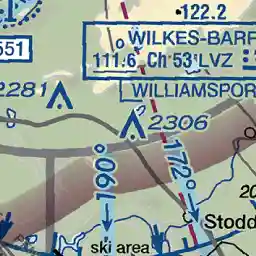 122.2
WILKES-BARR
551
111.6 Ch 53 LVZ
WILLIAMSPOR
2281
2306
190°
172°
20
Stodd
ski area